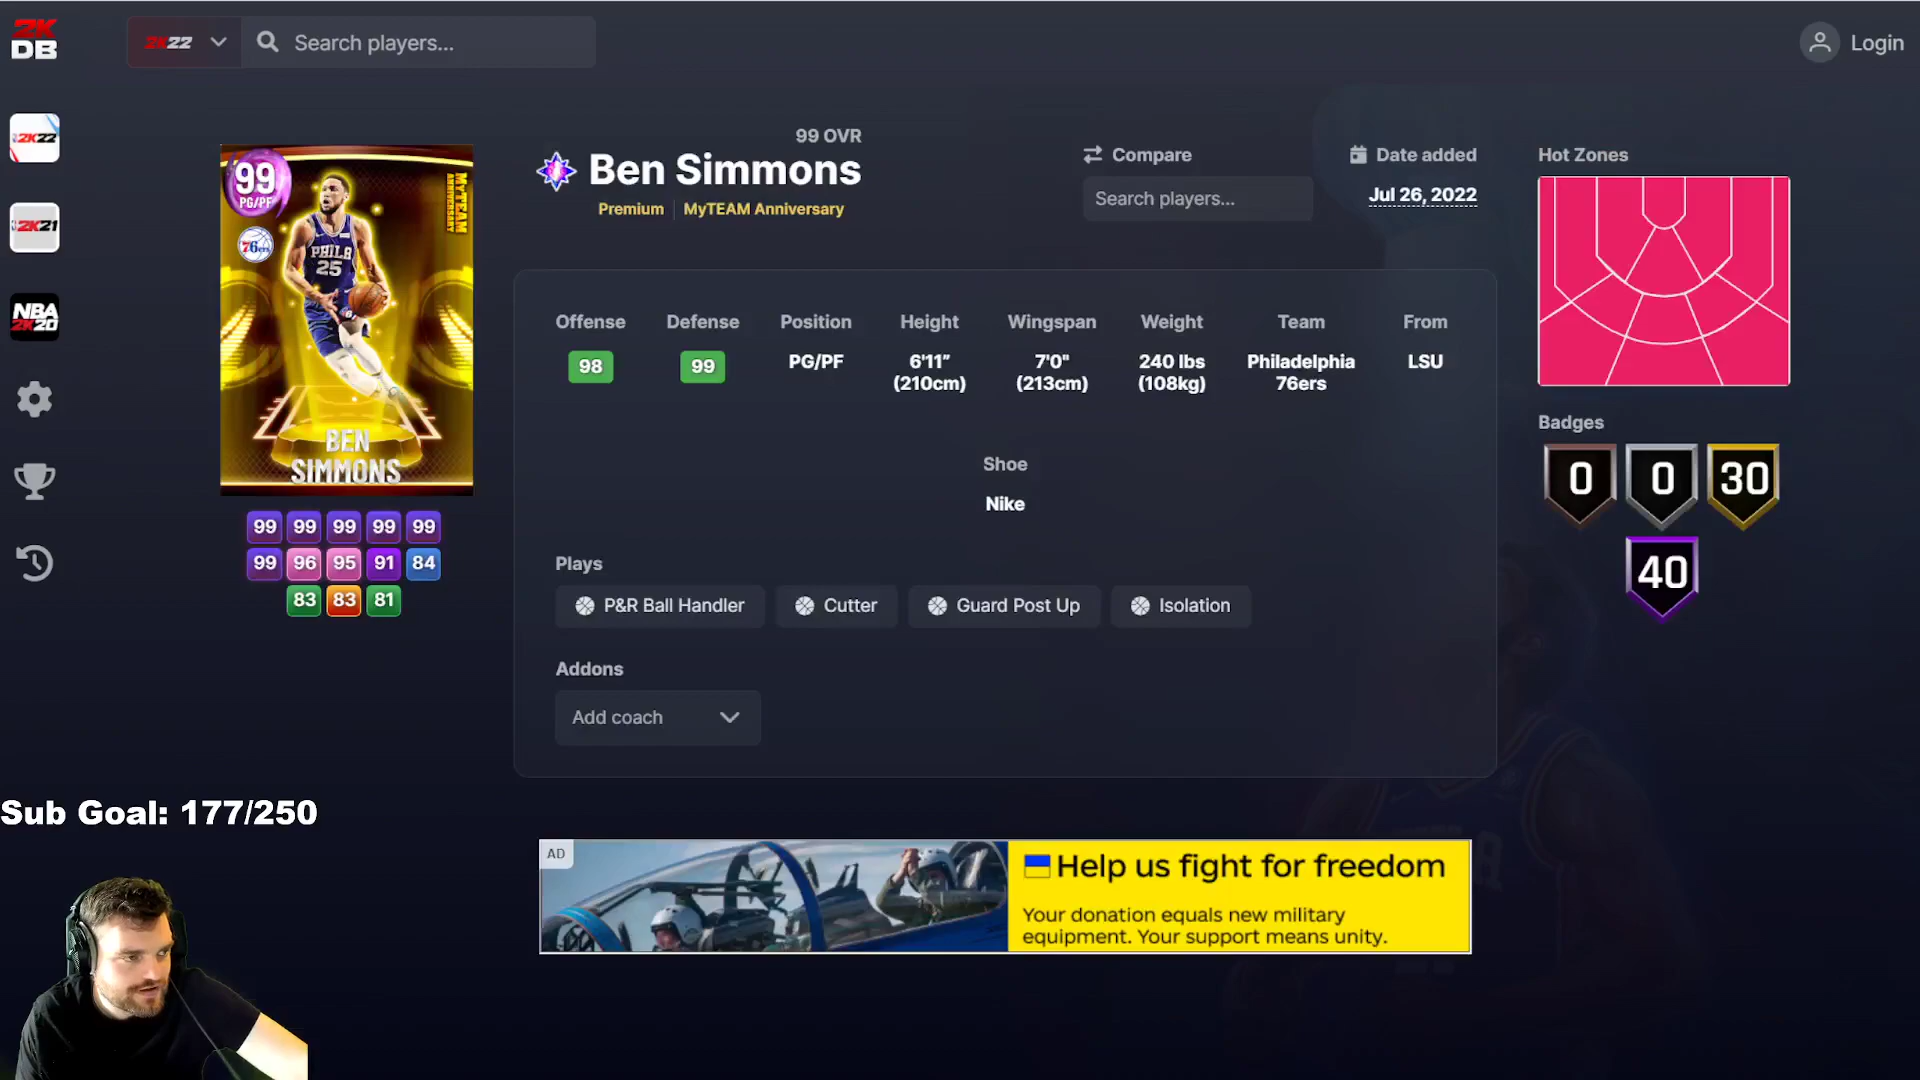 2K
DB
2K22
Search players...
Login
2K22
2K21
NBA
2K20
99
PG/PF
76ers
MyTEAM
ANNIVERSARY
PHILA
25
BEN
SIMMONS
99 99 99 99 99
99 96 95 91 84
83 83 81
99 OVR
Ben Simmons
Premium MyTEAM Anniversary
Compare
Search players...
Date added
Jul 26, 2022
Offense Defense Position Height Wingspan Weight Team From
98 99 PG/PF 6'11" 7'0" 240 lbs Philadelphia LSU
(210cm) (213cm) (108kg) 76ers
Shoe
Nike
Plays
P&R Ball Handler Cutter Guard Post Up Isolation
Addons
Add coach
Hot Zones
Badges
0 0 30
40
Sub Goal: 177/250
AD
Help us fight for freedom
Your donation equals new military
equipment. Your support means unity.